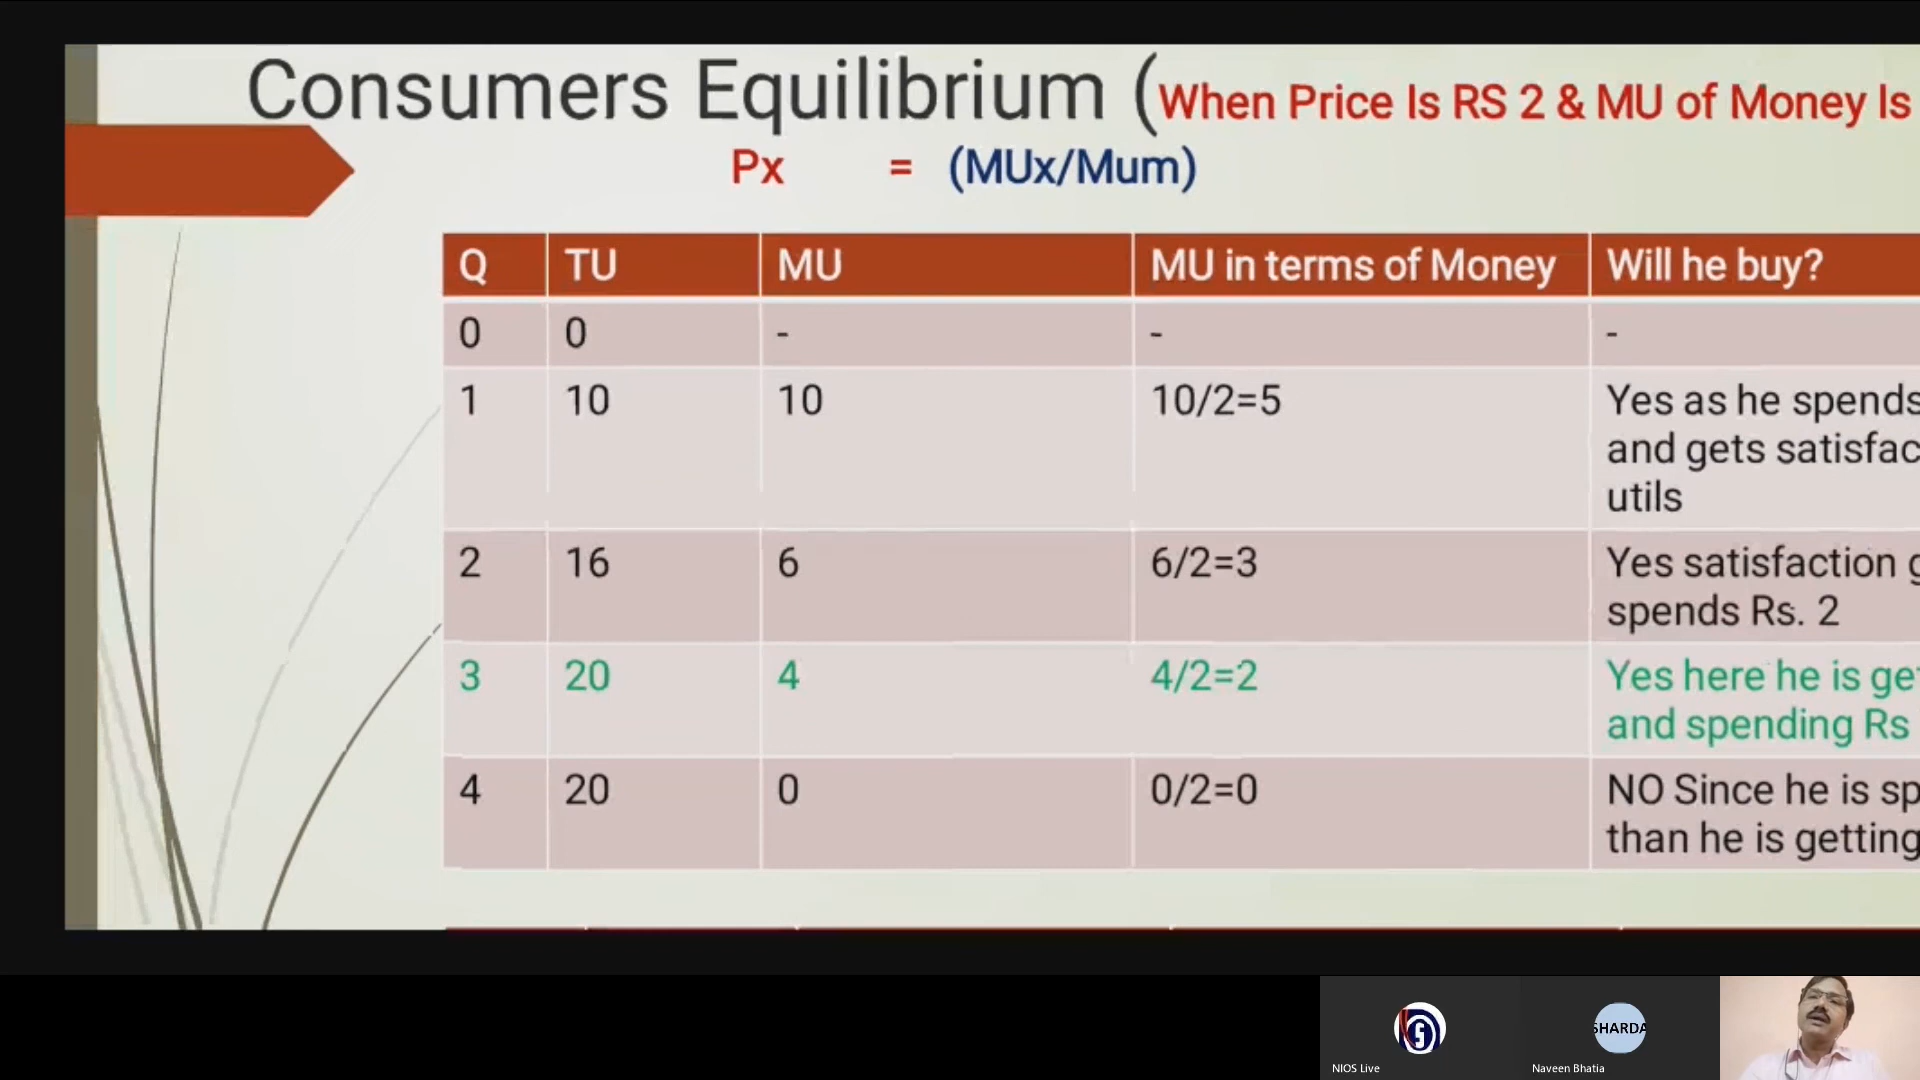 Consumers Equilibrium (When Price Is RS 2 & MU of Money Is
Px = (MUx/Mum)
Q TU MU MU in terms of Money Will he buy?
0 0 - - -
1 10 10 10/2=5 Yes as he spends
and gets satisfac
utils
2 16 6 6/2=3 Yes satisfaction g
spends Rs. 2
3 20 4 4/2=2 Yes here he is get
and spending Rs
4 20 0 0/2=0 NO Since he is sp
than he is getting
SHARDA
NIOS Live
Naveen Bhatia